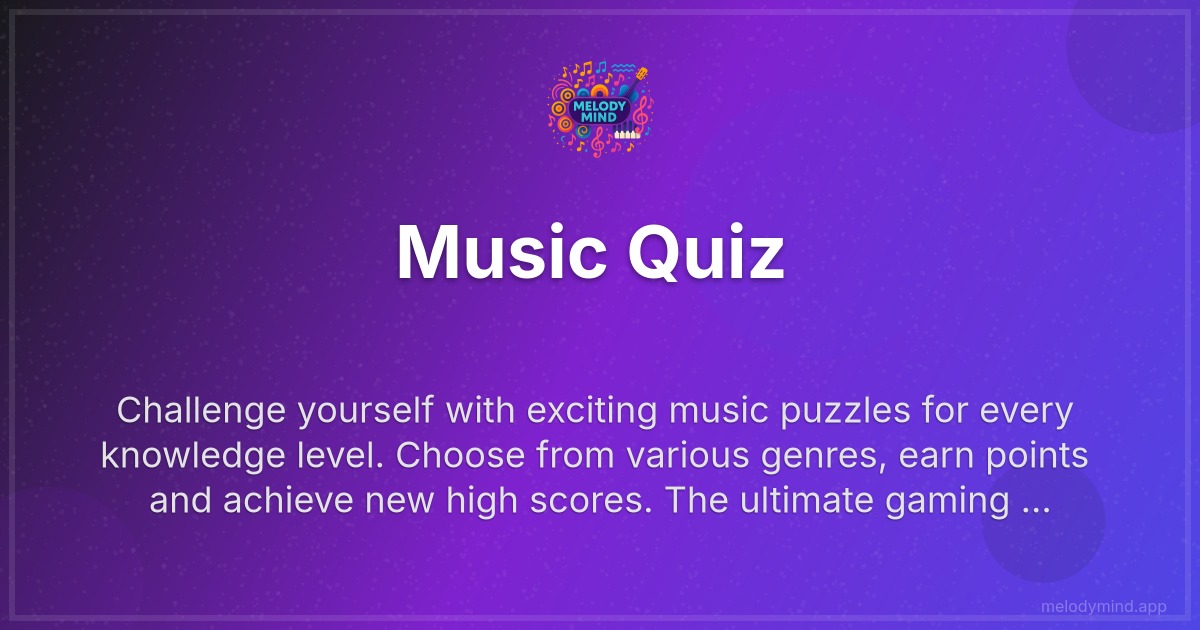 MELODY
MIND
Music Quiz
Challenge yourself with exciting music puzzles for every
knowledge level. Choose from various genres, earn points
and achieve new high scores. The ultimate gaming ...
melodymind.app